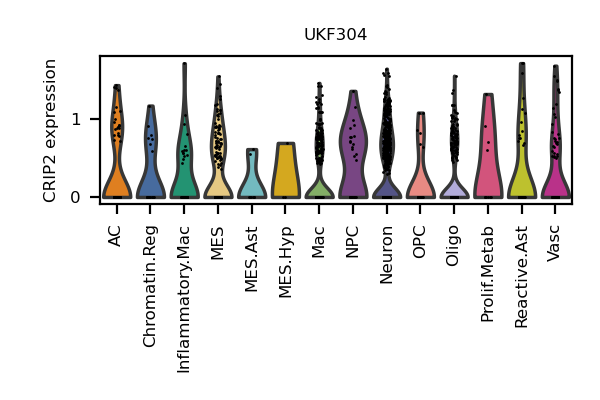 UKF304
CRIP2 expression
1
0
AC
Chromatin.Reg
Inflammatory.Mac
MES
MES.Ast
MES.Hyp
Mac
NPC
Neuron
OPC
Oligo
Prolif.Metab
Reactive.Ast
Vasc